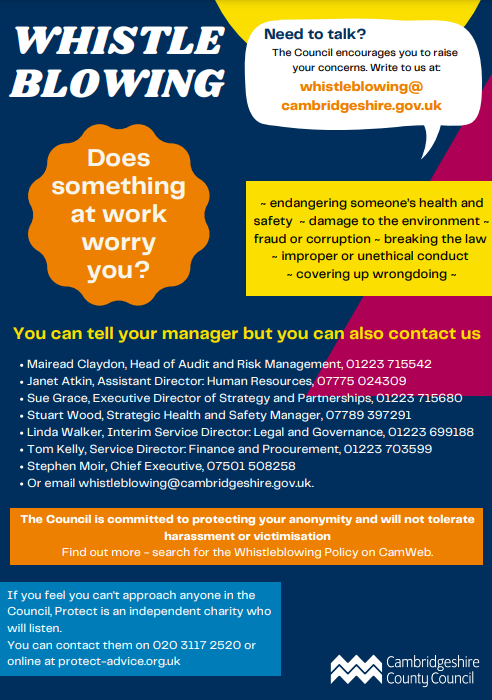 WHISTLE
BLOWING
Need to talk?
The Council encourages you to raise
your concerns. Write to us at:
whistleblowing@
cambridgeshire.gov.uk
Does
something
at work
worry
you?
~ endangering someone's health and
safety ~ damage to the environment ~
fraud or corruption ~ breaking the law
~ improper or unethical conduct
~ covering up wrongdoing ~
You can tell your manager but you can also contact us
• Mairead Claydon, Head of Audit and Risk Management, 01223 715542
• Janet Atkin, Assistant Director: Human Resources, 07775 024309
• Sue Grace, Executive Director of Strategy and Partnerships, 01223 715680
• Stuart Wood, Strategic Health and Safety Manager, 07789 397291
• Linda Walker, Interim Service Director: Legal and Governance, 01223 699188
• Tom Kelly, Service Director: Finance and Procurement, 01223 703599
• Stephen Moir, Chief Executive, 07501 508258
• Or email whistleblowing@cambridgeshire.gov.uk.
The Council is committed to protecting your anonymity and will not tolerate
harassment or victimisation
Find out more - search for the Whistleblowing Policy on CamWeb.
If you feel you can't approach anyone in the
Council, Protect is an independent charity who
will listen.
You can contact them on 020 3117 2520 or
online at protect-advice.org.uk
Cambridgeshire
County Council